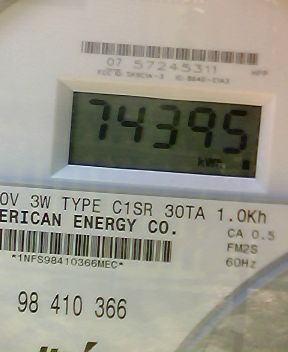 07 57245311
74395
kWH
0V 3W TYPE C1SR 30TA 1.0Kh
ERICAN ENERGY CO.
CA 0.5
FM2S
60Hz
*1NFS98410366MEC*
98 410 366